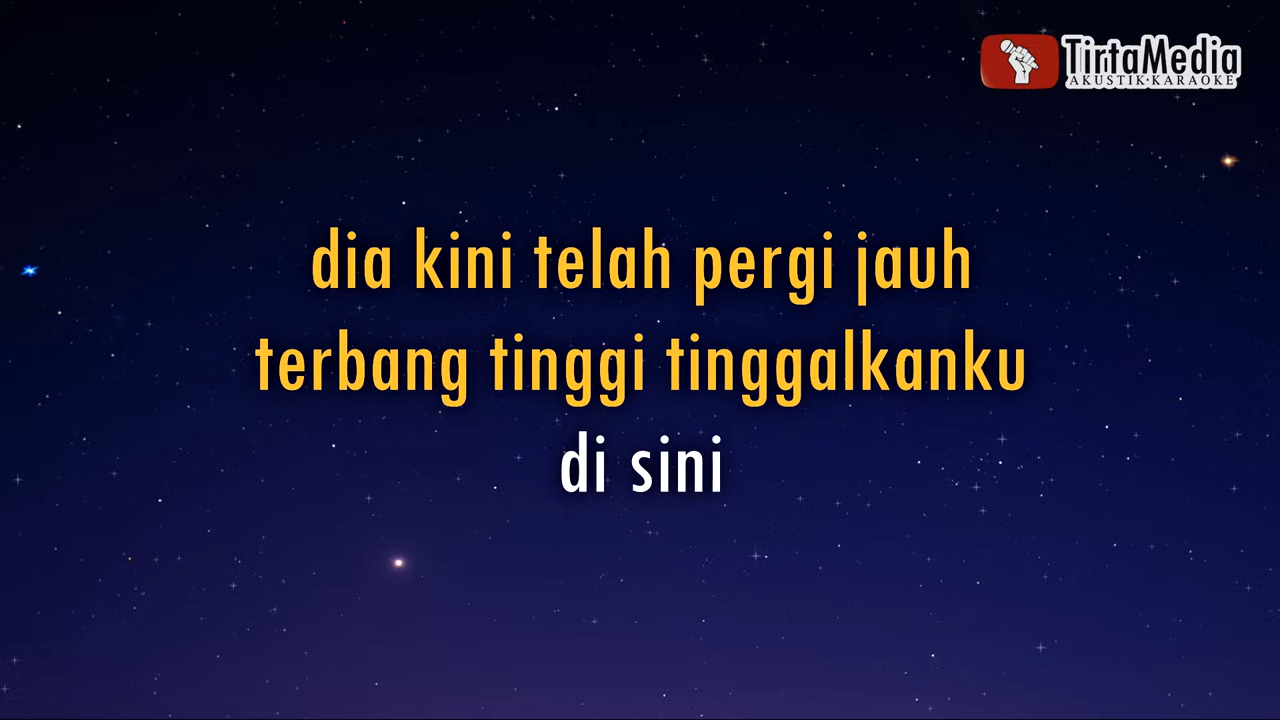 TirtaMedia
AKUSTIK•KARAOKE
dia kini telah pergi jauh
terbang tinggi tinggalkanku
di sini